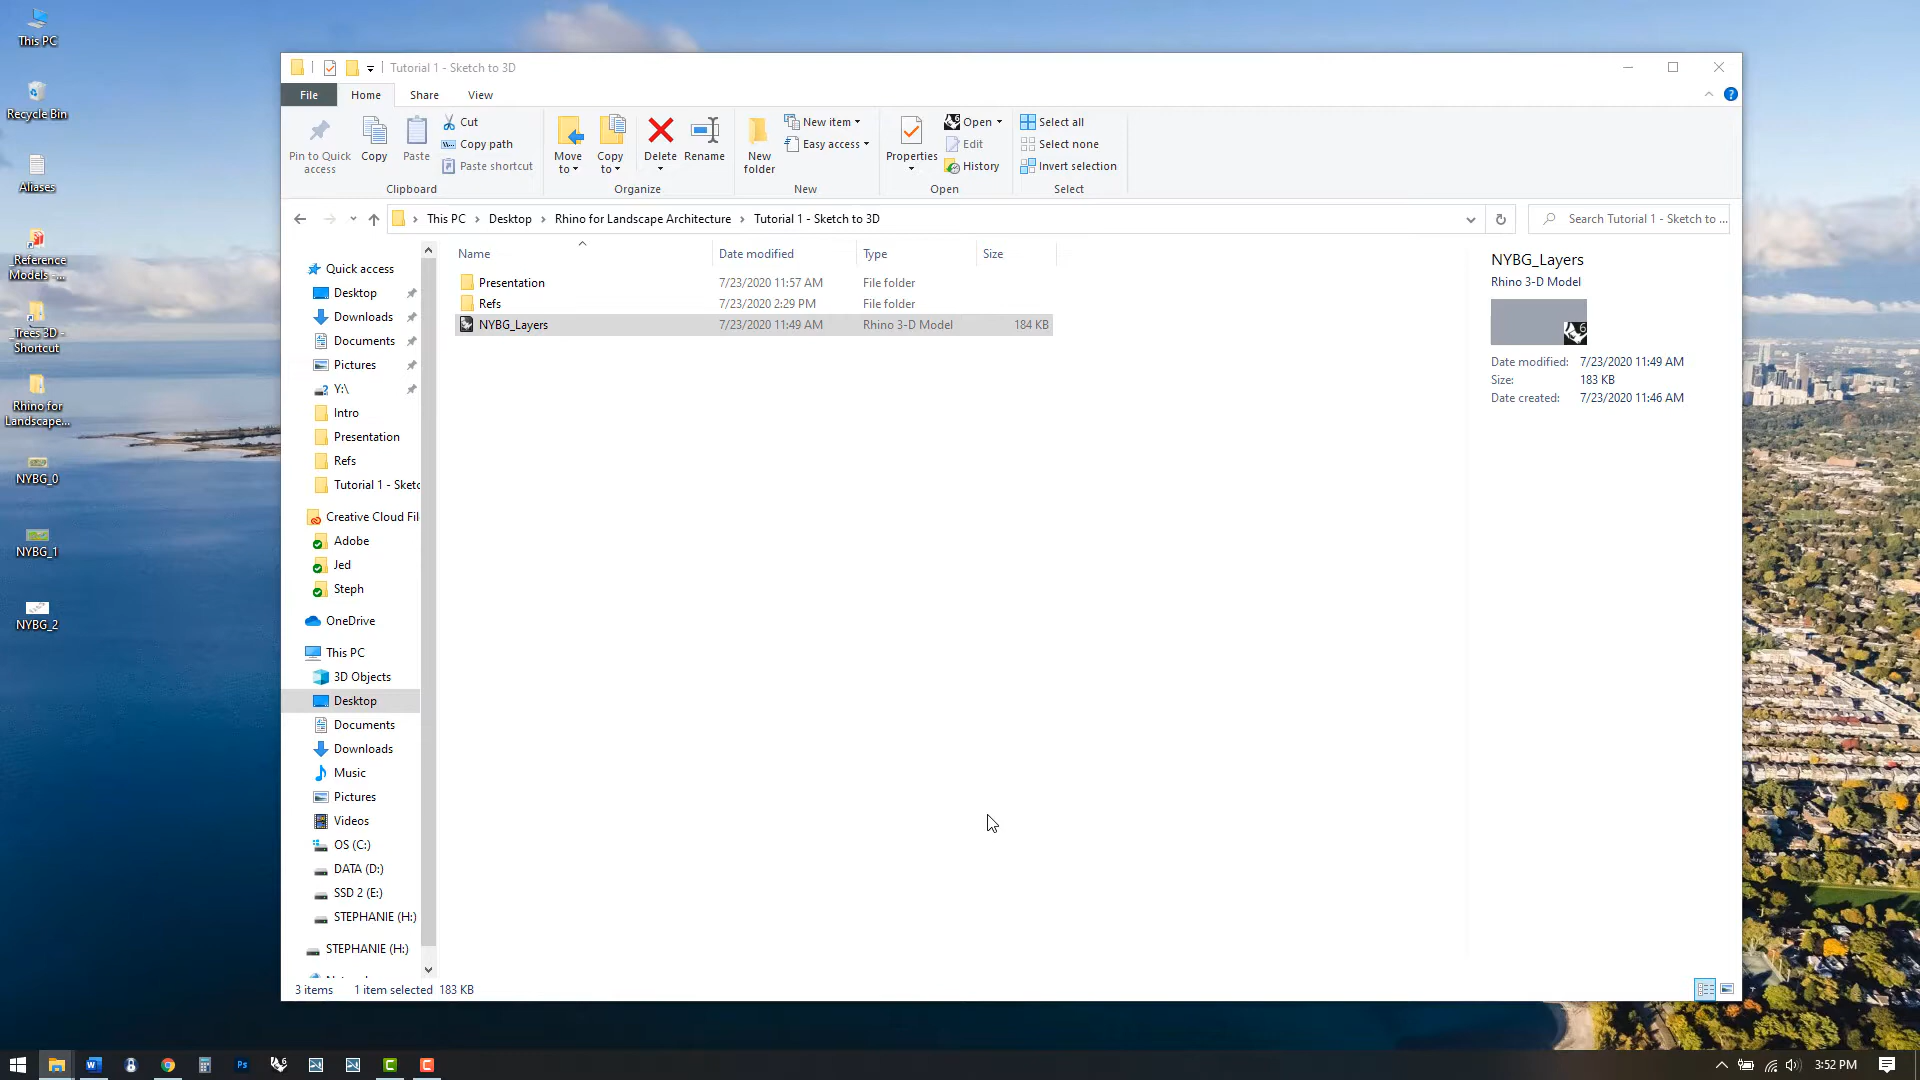 This PC
Recycle Bin
Aliases
_Reference
Models -...
_Trees 3D -
Shortcut
Rhino for
Landscape...
NYBG_0
NYBG_1
NYBG_2
Tutorial 1 - Sketch to 3D
File Home Share View
Pin to Quick
access
Copy
Paste
Cut
Copy path
Paste shortcut
Clipboard
Move
to
Copy
to
Delete
Rename
Organize
New
folder
New item
Easy access
New
Properties
Open
Edit
History
Open
Select all
Select none
Invert selection
Select
This PC > Desktop > Rhino for Landscape Architecture > Tutorial 1 - Sketch to 3D
Search Tutorial 1 - Sketch to ...
Quick access
Desktop
Downloads
Documents
Pictures
Y:\
Intro
Presentation
Refs
Tutorial 1 - Sketc
Creative Cloud Fil
Adobe
Jed
Steph
OneDrive
This PC
3D Objects
Desktop
Documents
Downloads
Music
Pictures
Videos
OS (C:)
DATA (D:)
SSD 2 (E:)
STEPHANIE (H:)
STEPHANIE (H:)
Name Date modified Type Size
Presentation 7/23/2020 11:57 AM File folder
Refs 7/23/2020 2:29 PM File folder
NYBG_Layers 7/23/2020 11:49 AM Rhino 3-D Model 184 KB
NYBG_Layers
Rhino 3-D Model
6
Date modified: 7/23/2020 11:49 AM
Size: 183 KB
Date created: 7/23/2020 11:46 AM
3 items 1 item selected 183 KB
3:52 PM